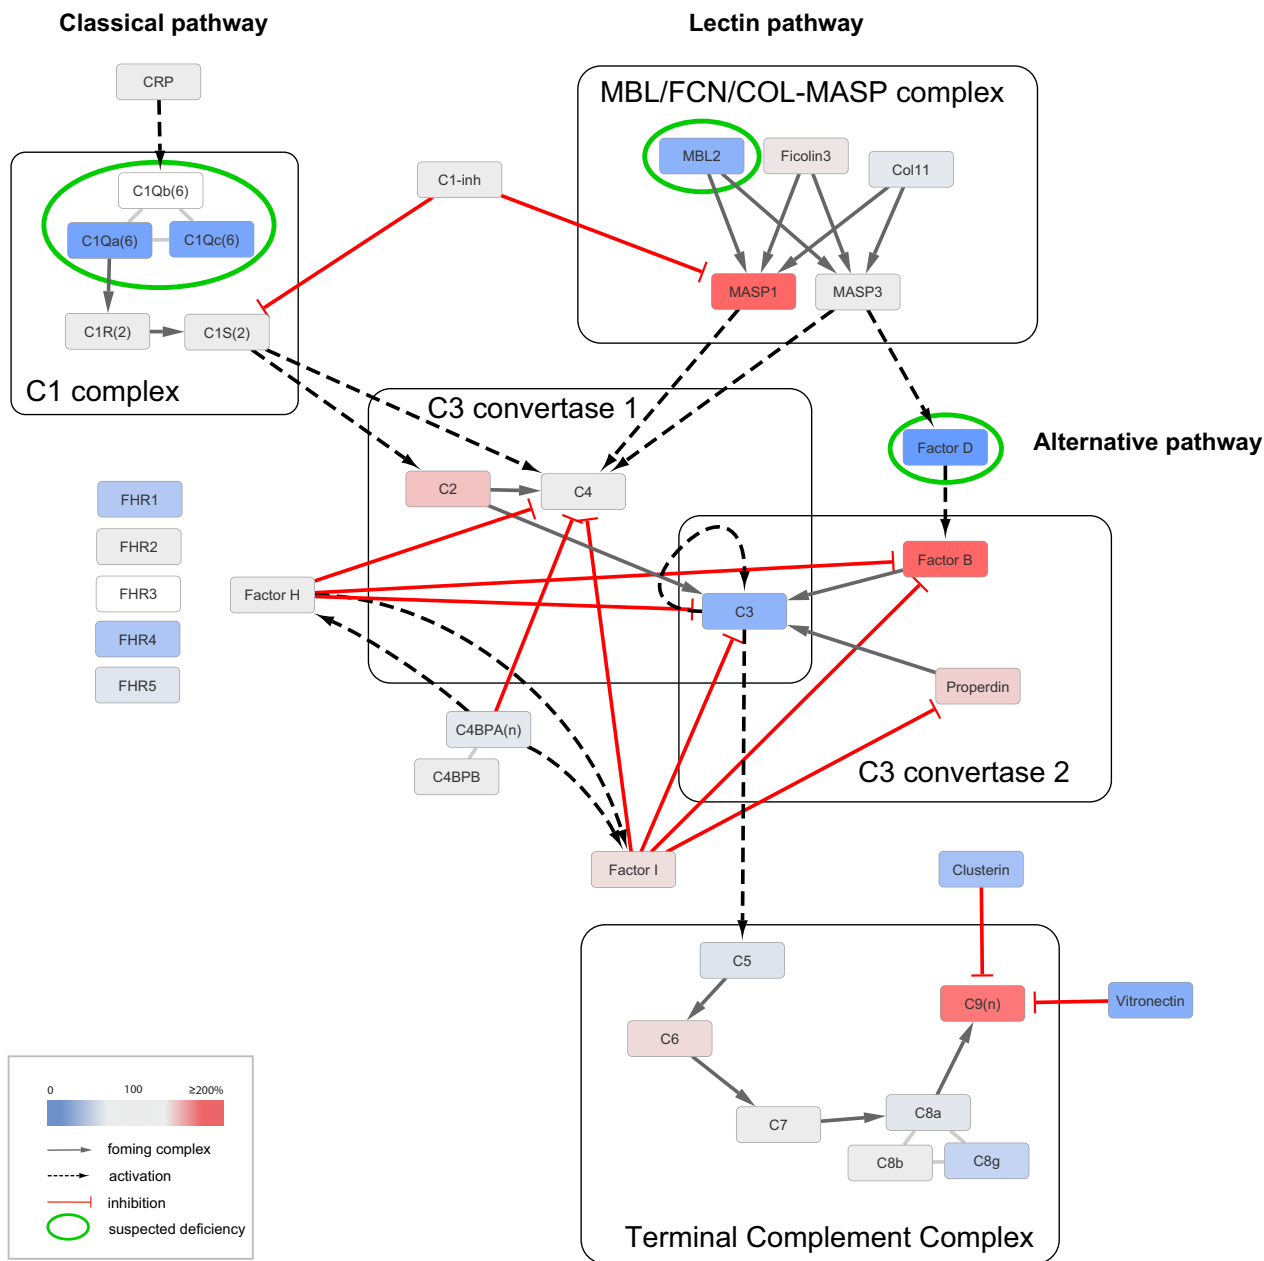 Classical pathway
Lectin pathway
CRP
MBL/FCN/COL-MASP complex
MBL2
Ficolin3
Col11
C1Qb(6)
C1-inh
C1Qa(6)
C1Qc(6)
MASP1
MASP3
C1R(2)
C1S(2)
C1 complex
C3 convertase 1
Factor D
Alternative pathway
C2
C4
FHR1
FHR2
FHR3
FHR4
FHR5
Factor H
Factor B
C3
Properdin
C4BPA(n)
C4BPB
C3 convertase 2
Factor I
Clusterin
C5
C9(n)
Vitronectin
C6
C7
C8a
C8b
C8g
Terminal Complement Complex
0 100 ≥200%
foming complex
activation
inhibition
suspected deficiency